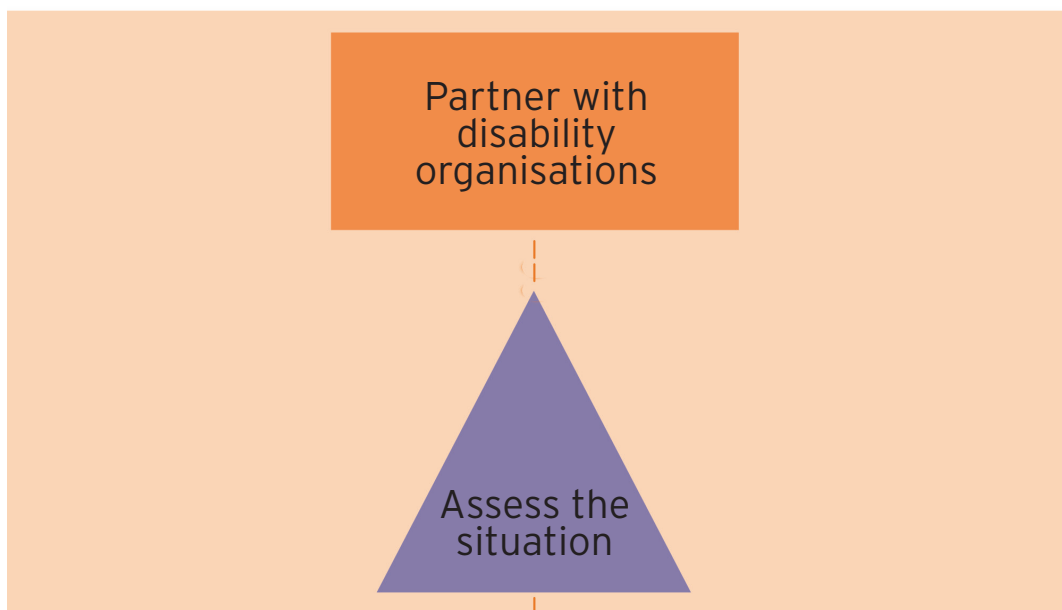 Partner with
disability
organisations
Assess the
situation